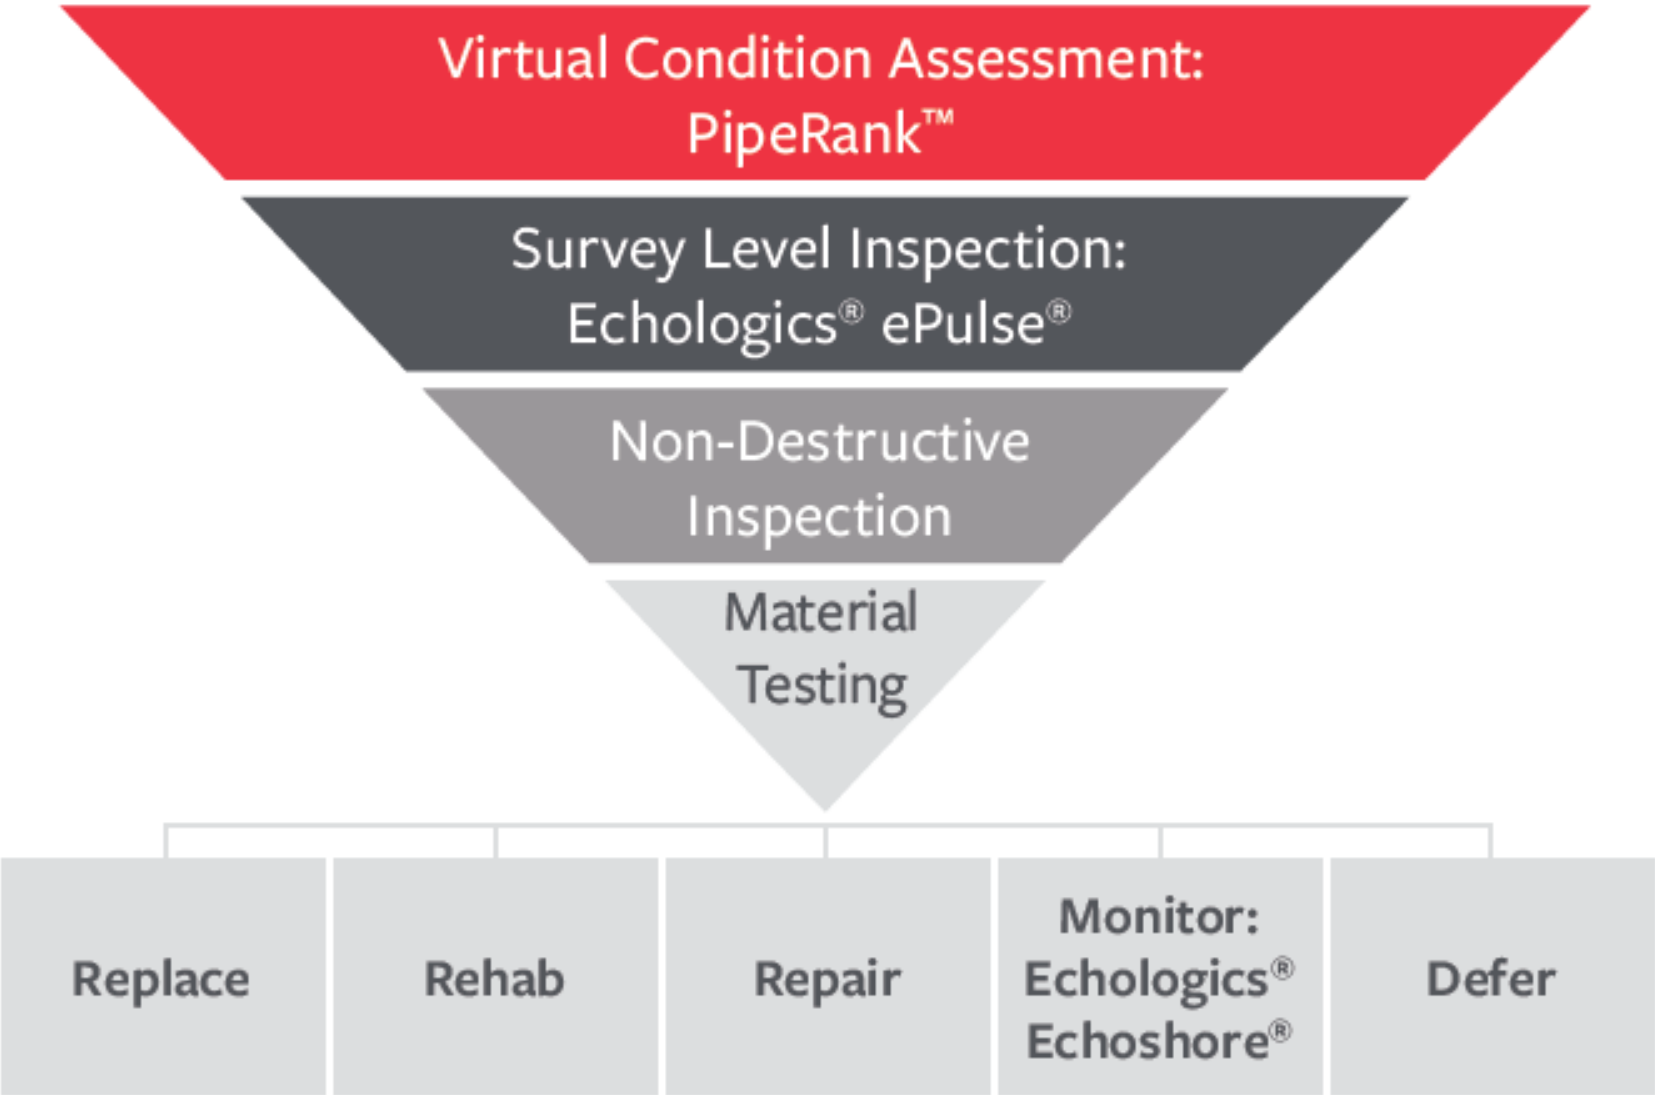 Virtual Condition Assessment:
PipeRank™
Survey Level Inspection:
Echologics® ePulse®
Non-Destructive
Inspection
Material
Testing
Replace
Rehab
Repair
Monitor:
Echologics®
Echoshore®
Defer